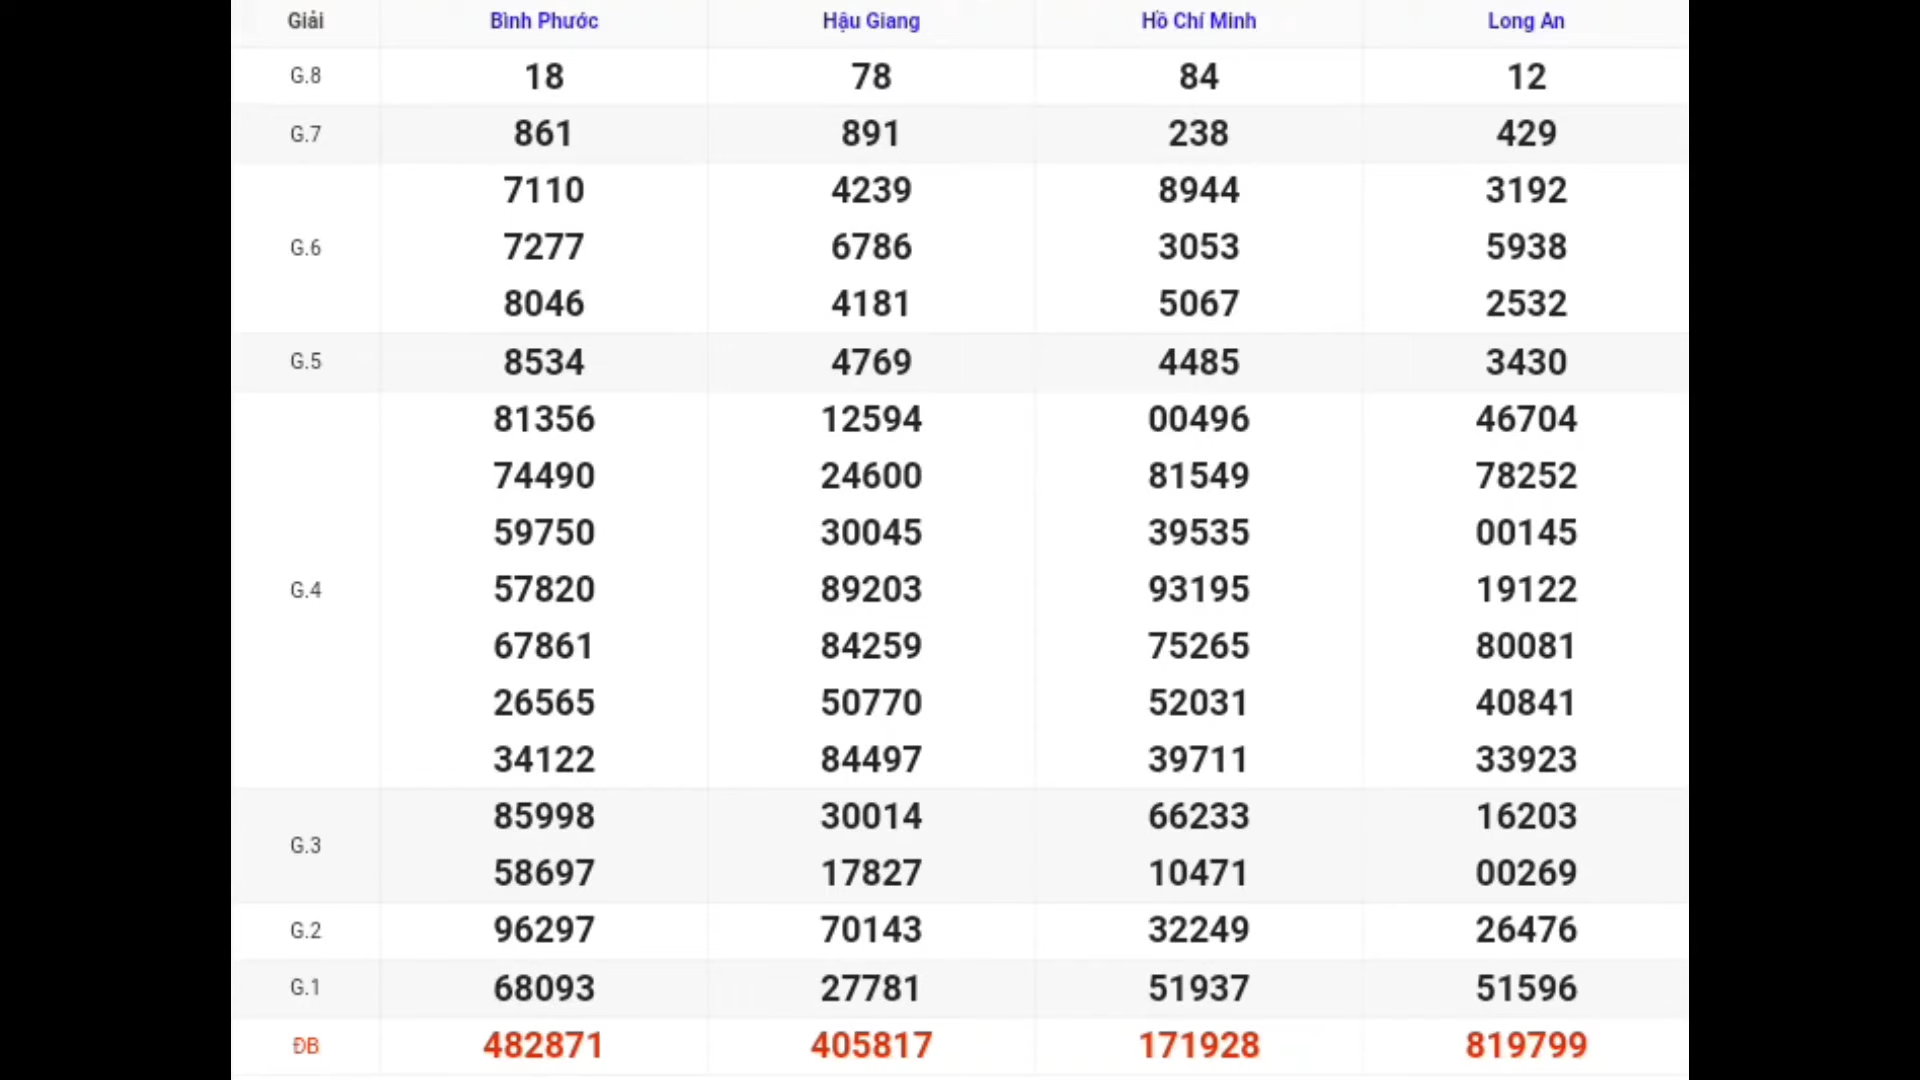 Giải Bình Phước Hậu Giang Hồ Chí Minh Long An
G.8 18 78 84 12
G.7 861 891 238 429
7110 4239 8944 3192
G.6 7277 6786 3053 5938
8046 4181 5067 2532
G.5 8534 4769 4485 3430
81356 12594 00496 46704
74490 24600 81549 78252
59750 30045 39535 00145
G.4 57820 89203 93195 19122
67861 84259 75265 80081
26565 50770 52031 40841
34122 84497 39711 33923
85998 30014 66233 16203
G.3
58697 17827 10471 00269
G.2 96297 70143 32249 26476
G.1 68093 27781 51937 51596
ĐB 482871 405817 171928 819799